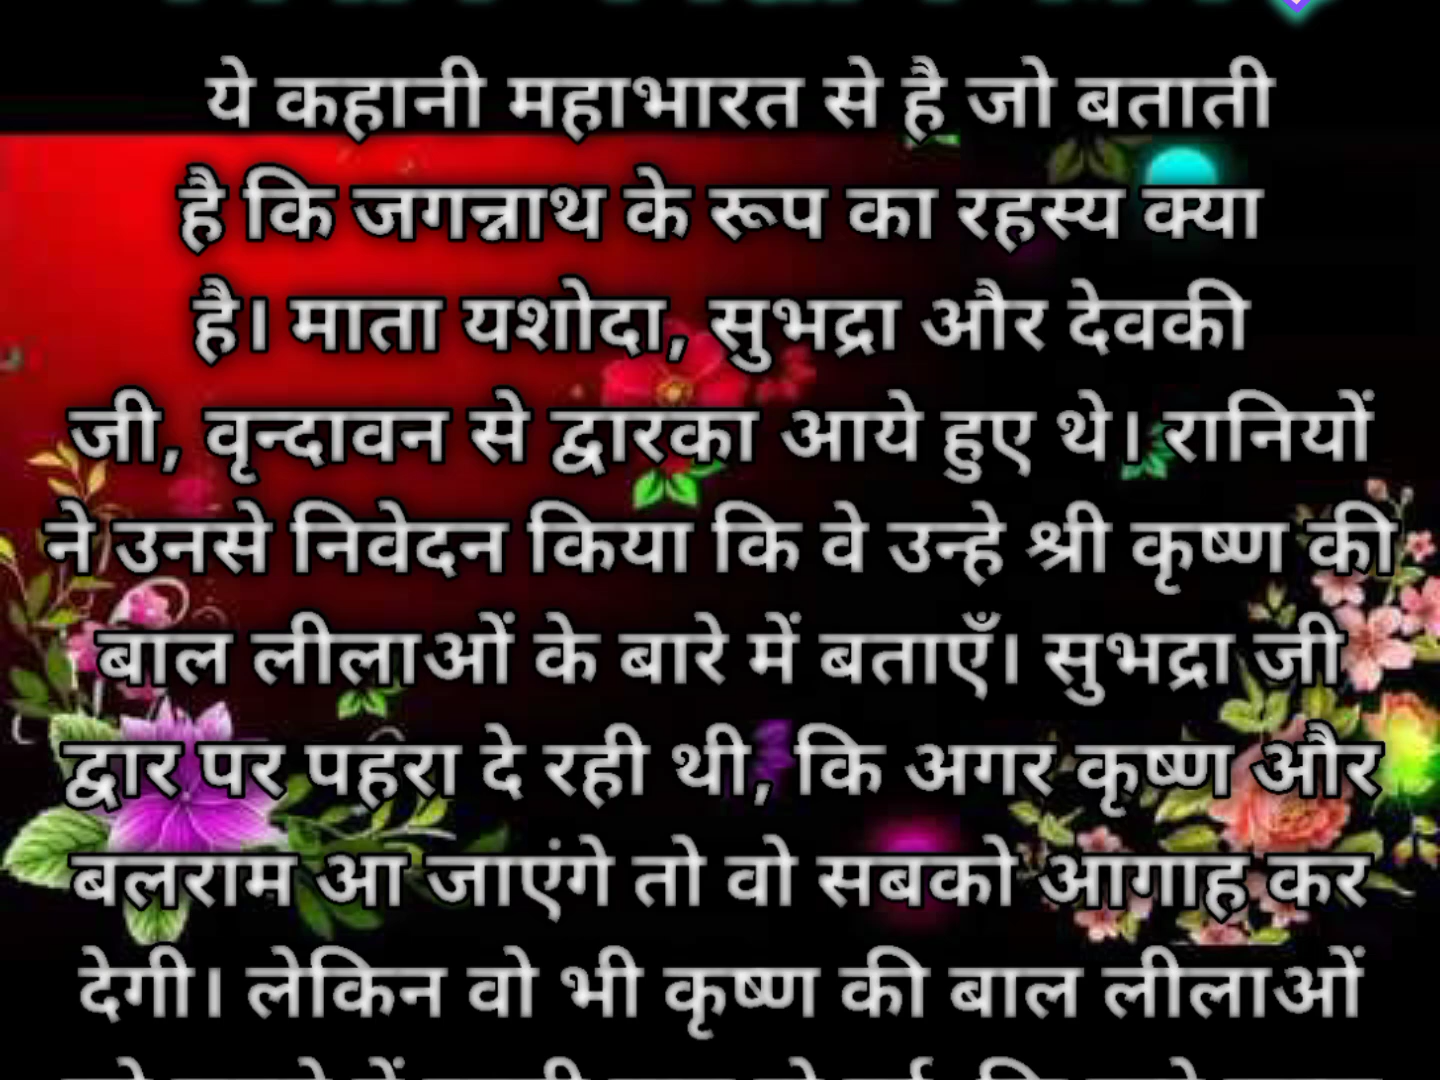 ये कहानी महाभारत से है जो बताती
है कि जगन्नाथ के रूप का रहस्य क्या
है। माता यशोदा, सुभद्रा और देवकी
जी, वृन्दावन से द्वारका आये हुए थे। रानियों
ने उनसे निवेदन किया कि वे उन्हे श्री कृष्ण की
बाल लीलाओं के बारे में बताएँ। सुभद्रा जी
द्वार पर पहरा दे रही थी, कि अगर कृष्ण और
बलराम आ जाएंगे तो वो सबको आगाह कर
देगी। लेकिन वो भी कृष्ण की बाल लीलाओं